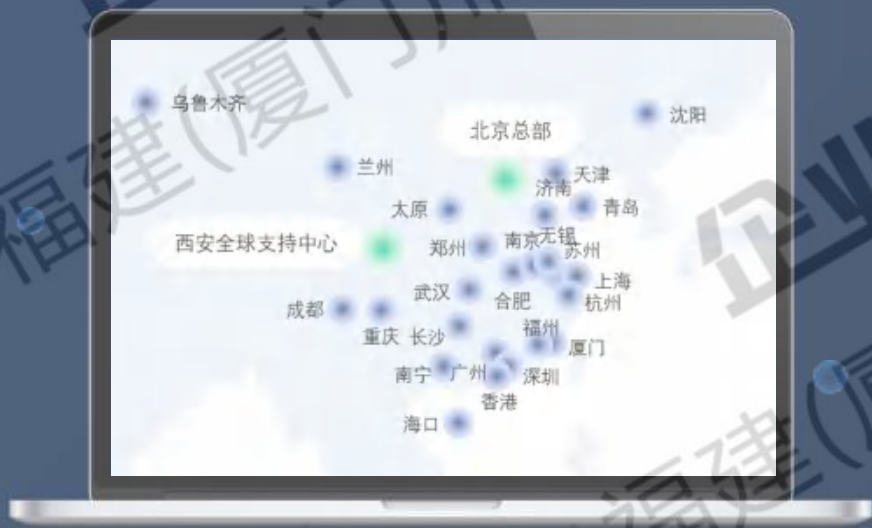 乌鲁木齐
沈阳
北京总部
兰州
天津
济南
太原
青岛
西安全球支持中心
郑州
南京
无锡
苏州
上海
武汉
合肥
杭州
成都
重庆
长沙
福州
厦门
南宁
广州
深圳
香港
海口
福建(厦门
企业
福建(